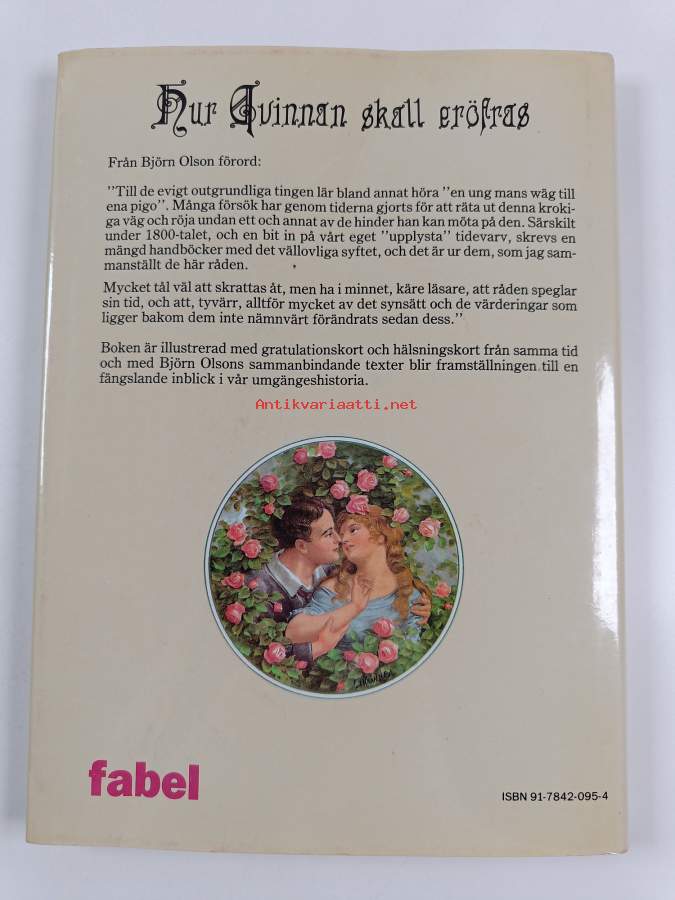 Hur Qvinnan skall eröfras
Från Björn Olson förord:
"Till de evigt outgrundliga tingen lär bland annat höra "en ung mans wäg till
ena pigo". Många försök har genom tiderna gjorts för att räta ut denna kroki-
ga väg och röja undan ett och annat av de hinder han kan möta på den. Särskilt
under 1800-talet, och en bit in på vårt eget "upplysta" tidevarv, skrevs en
mängd handböcker med det vällovliga syftet, och det är ur dem, som jag sam-
manställt de här råden.
Mycket tål väl att skrattas åt, men ha i minnet, käre läsare, att råden speglar
sin tid, och att, tyvärr, alltför mycket av det synsätt och de värderingar som
ligger bakom dem inte nämnvärt förändrats sedan dess."
Boken är illustrerad med gratulationskort och hälsningskort från samma tid
och med Björn Olsons sammanbindande texter blir framställningen till en
fängslande inblick i vår umgängeshistoria.
Antikvariaatti.net
fabel
ISBN 91-7842-095-4